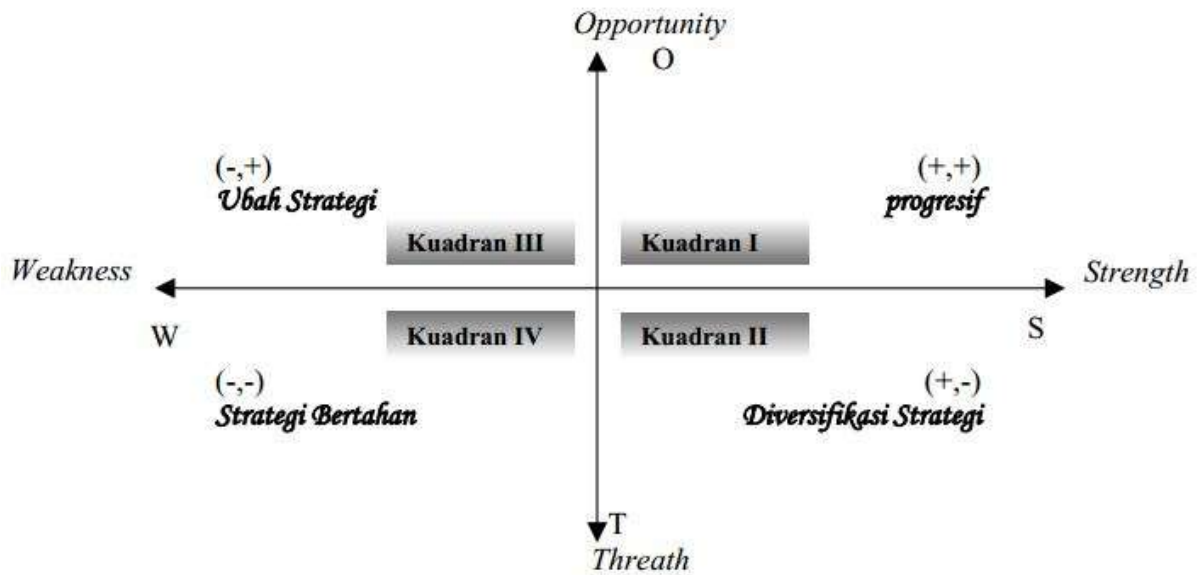 Opportunity
O
(-,+)
Ubah Strategi
(+,+)
progresif
Kuadran III
Kuadran I
Weakness
Strength
W
Kuadran IV
Kuadran II
S
(-,-)
Strategi Bertahan
(+,-)
Diversifikasi Strategi
T
Threath